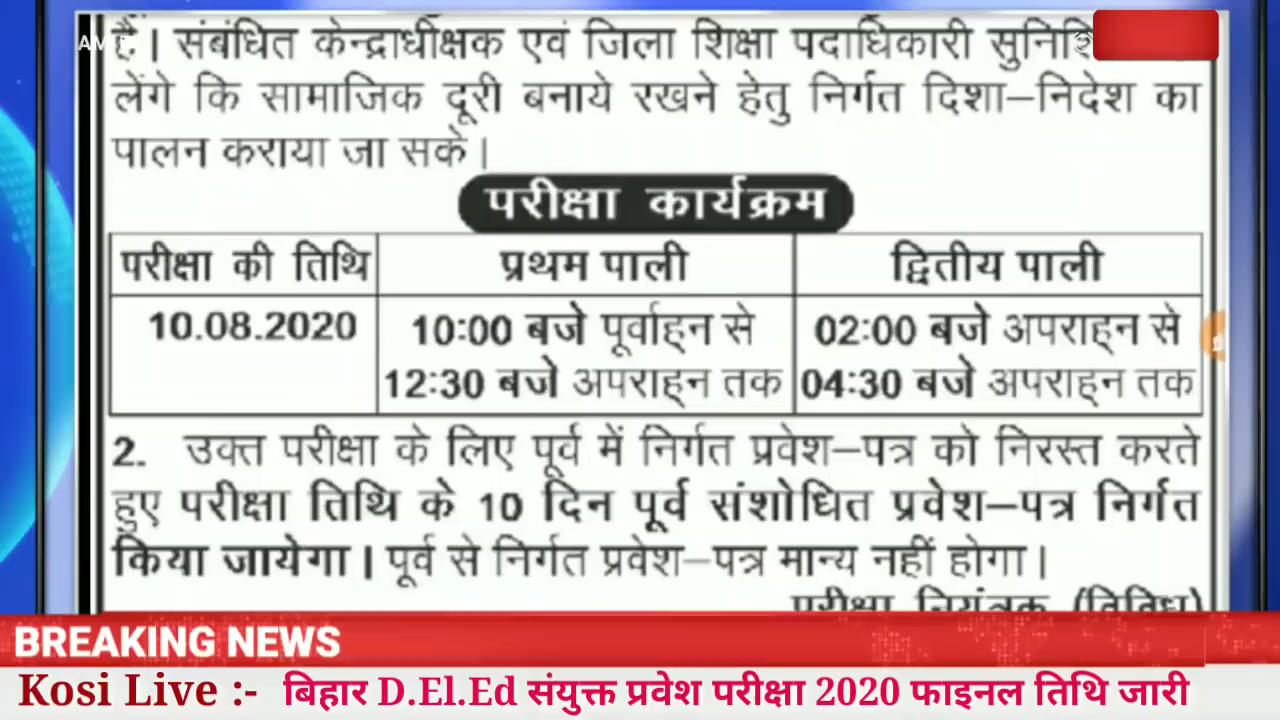 है। संबंधित केन्द्राधीक्षक एवं जिला शिक्षा पदाधिकारी
लेंगे कि सामाजिक दूरी बनाये रखने हेतु निर्गत दिशा–निदेश का
पालन कराया जा सके।
परीक्षा कार्यक्रम
परीक्षा की तिथि प्रथम पाली द्वितीय पाली
10.08.2020 10:00 बजे पूर्वाह्न से 02:00 बजे अपराह्न से
12:30 बजे अपराह्न तक 04:30 बजे अपराह्न तक
2. उक्त परीक्षा के लिए पूर्व में निर्गत प्रवेश–पत्र को निरस्त करते
हुए परीक्षा तिथि के 10 दिन पूर्व संशोधित प्रवेश–पत्र निर्गत
किया जायेगा। पूर्व से निर्गत प्रवेश–पत्र मान्य नहीं होगा।
परीक्षा नियंत्रक (विविध)
BREAKING NEWS
Kosi Live :- बिहार D.El.Ed संयुक्त प्रवेश परीक्षा 2020 फाइनल तिथि जारी